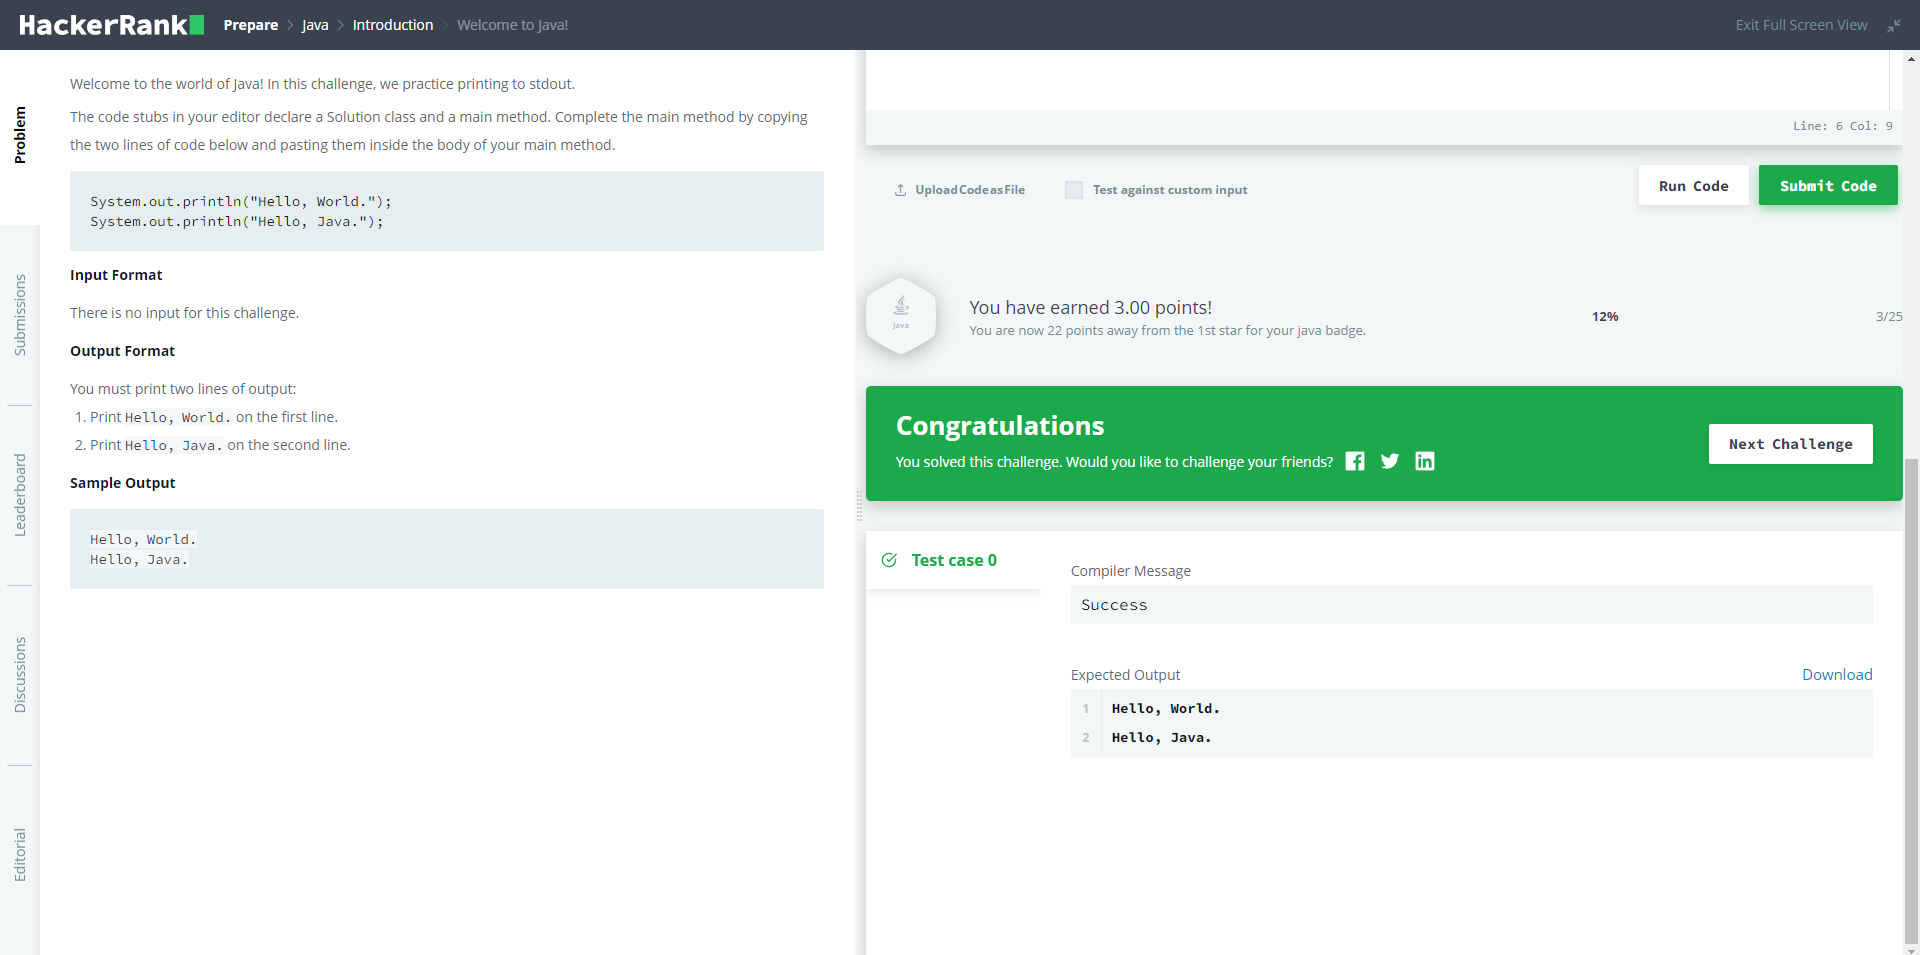 HackerRank Prepare Java Introduction Welcome to Java! Exit Full Screen View
Problem
Submissions
Leaderboard
Discussions
Editorial
Welcome to the world of Java! In this challenge, we practice printing to stdout.
The code stubs in your editor declare a Solution class and a main method. Complete the main method by copying
the two lines of code below and pasting them inside the body of your main method.
System.out.println("Hello, World.");
System.out.println("Hello, Java.");
Input Format
There is no input for this challenge.
Output Format
You must print two lines of output:
1. Print Hello, World. on the first line.
2. Print Hello, Java. on the second line.
Sample Output
Hello, World.
Hello, Java.
Line: 6 Col: 9
Upload Code as File Test against custom input Run Code Submit Code
Java
You have earned 3.00 points!
You are now 22 points away from the 1st star for your java badge.
12% 3/25
Congratulations
You solved this challenge. Would you like to challenge your friends?
Next Challenge
Test case 0
Compiler Message
Success
Expected Output Download
1 Hello, World.
2 Hello, Java.